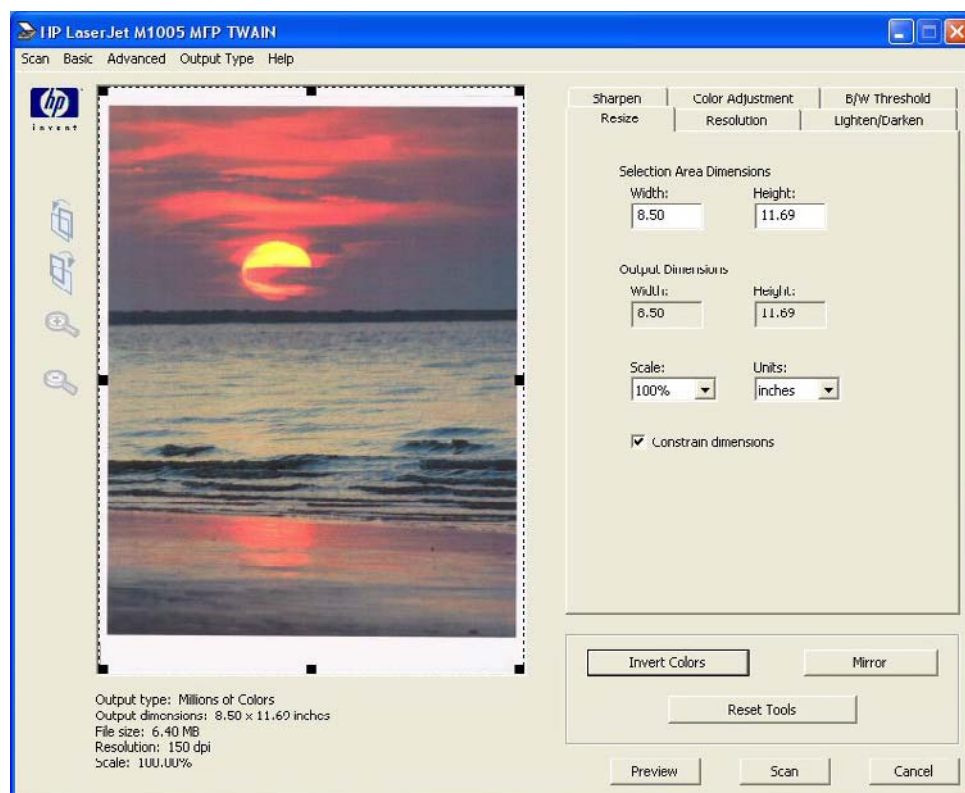 HP LaserJet M1005 MFP TWAIN
Scan Basic Advanced Output Type Help
hp
invent
Sharpen Color Adjustment B/W Threshold
Resize Resolution Lighten/Darken
Selection Area Dimensions
Width: Height:
8.50 11.69
Output Dimensions
Width: Height:
8.50 11.69
Scale: Units:
100% inches
Constrain dimensions
Invert Colors Mirror
Reset Tools
Output type: Millions of Colors
Output dimensions: 8.50 x 11.69 inches
File size: 6.40 MB
Resolution: 150 dpi
Scale: 100.00%
Preview Scan Cancel